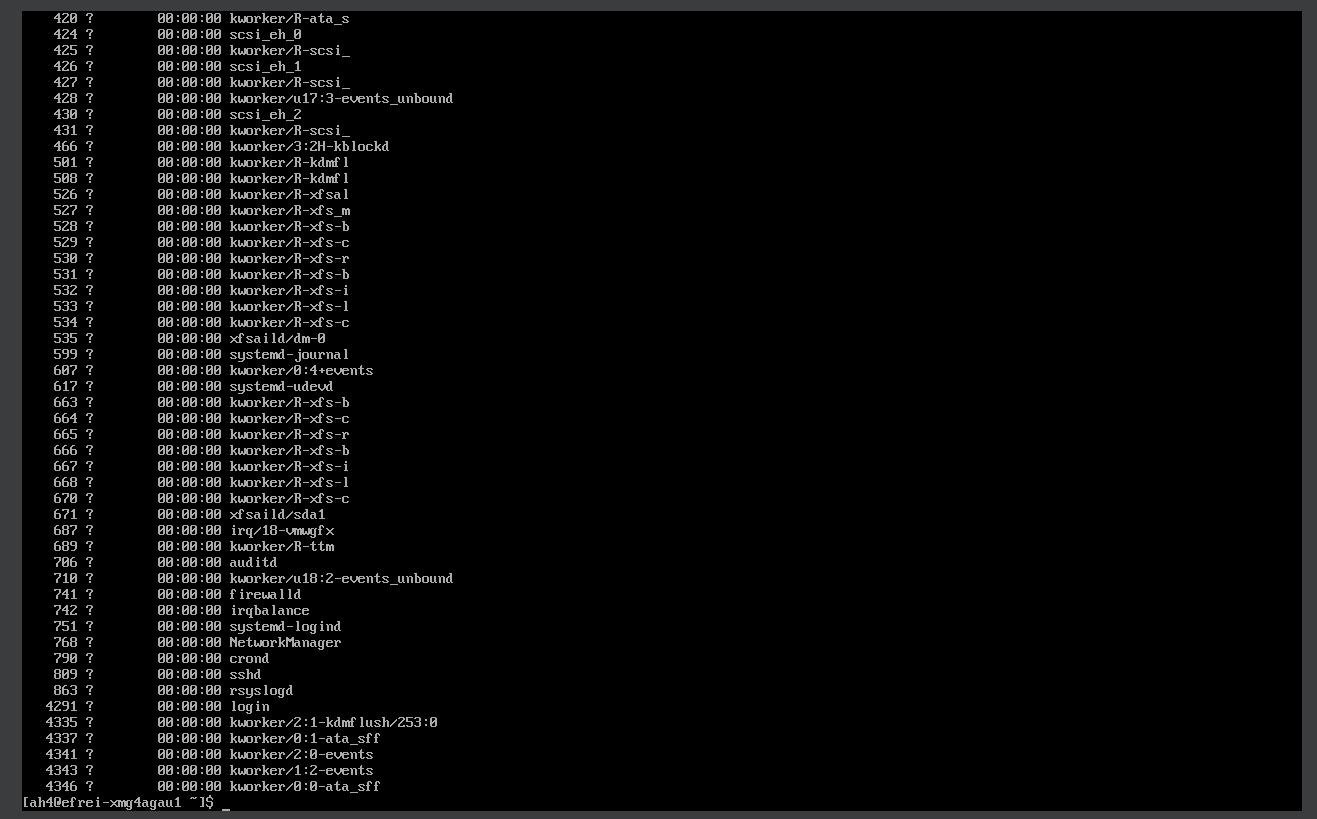 420 ? 00:00:00 kworker/R-ata_s
424 ? 00:00:00 scsi_eh_0
425 ? 00:00:00 kworker/R-scsi_
426 ? 00:00:00 scsi_eh_1
427 ? 00:00:00 kworker/R-scsi_
428 ? 00:00:00 kworker/u17:3-events_unbound
430 ? 00:00:00 scsi_eh_2
431 ? 00:00:00 kworker/R-scsi_
466 ? 00:00:00 kworker/3:2H-kblockd
501 ? 00:00:00 kworker/R-kdmfl
508 ? 00:00:00 kworker/R-kdmfl
526 ? 00:00:00 kworker/R-xfsal
527 ? 00:00:00 kworker/R-xfs_m
528 ? 00:00:00 kworker/R-xfs-b
529 ? 00:00:00 kworker/R-xfs-c
530 ? 00:00:00 kworker/R-xfs-r
531 ? 00:00:00 kworker/R-xfs-b
532 ? 00:00:00 kworker/R-xfs-i
533 ? 00:00:00 kworker/R-xfs-l
534 ? 00:00:00 kworker/R-xfs-c
535 ? 00:00:00 xfsaild/dm-0
599 ? 00:00:00 systemd-journal
607 ? 00:00:00 kworker/0:4+events
617 ? 00:00:00 systemd-udevd
663 ? 00:00:00 kworker/R-xfs-b
664 ? 00:00:00 kworker/R-xfs-c
665 ? 00:00:00 kworker/R-xfs-r
666 ? 00:00:00 kworker/R-xfs-b
667 ? 00:00:00 kworker/R-xfs-i
668 ? 00:00:00 kworker/R-xfs-l
670 ? 00:00:00 kworker/R-xfs-c
671 ? 00:00:00 xfsaild/sda1
687 ? 00:00:00 irq/18-vmwgfx
689 ? 00:00:00 kworker/R-ttm
706 ? 00:00:00 auditd
710 ? 00:00:00 kworker/u18:2-events_unbound
741 ? 00:00:00 firewalld
742 ? 00:00:00 irqbalance
751 ? 00:00:00 systemd-logind
768 ? 00:00:00 NetworkManager
790 ? 00:00:00 crond
809 ? 00:00:00 sshd
863 ? 00:00:00 rsyslogd
4291 ? 00:00:00 login
4335 ? 00:00:00 kworker/2:1-kdmflush/253:0
4337 ? 00:00:00 kworker/0:1-ata_sff
4341 ? 00:00:00 kworker/2:0-events
4343 ? 00:00:00 kworker/1:2-events
4346 ? 00:00:00 kworker/0:0-ata_sff
[ah4@efrei-xmg4agau1 ~]$ _